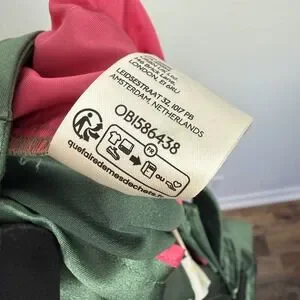 LONDON, E1 6RU
LEIDSESTRAAT 32, 1017 PB
AMSTERDAM, NETHERLANDS
OBI586438
FR
ou
quefairedemesdechets.fr